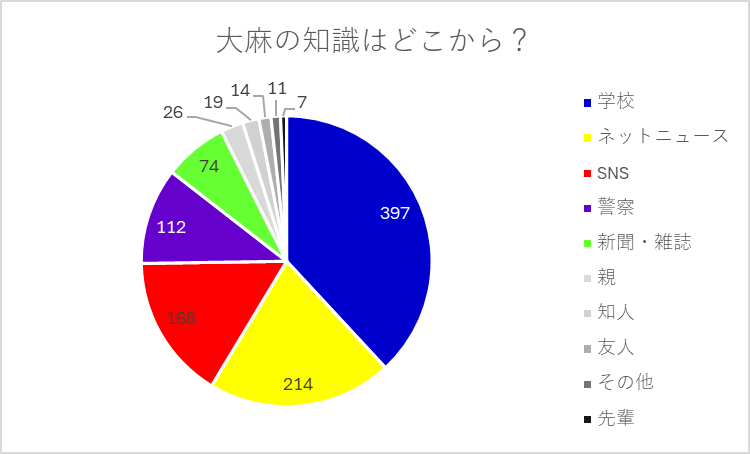 大麻の知識はどこから？
397
214
168
112
74
26
19
14
11
7
学校
ネットニュース
SNS
警察
新聞・雑誌
親
知人
友人
その他
先輩